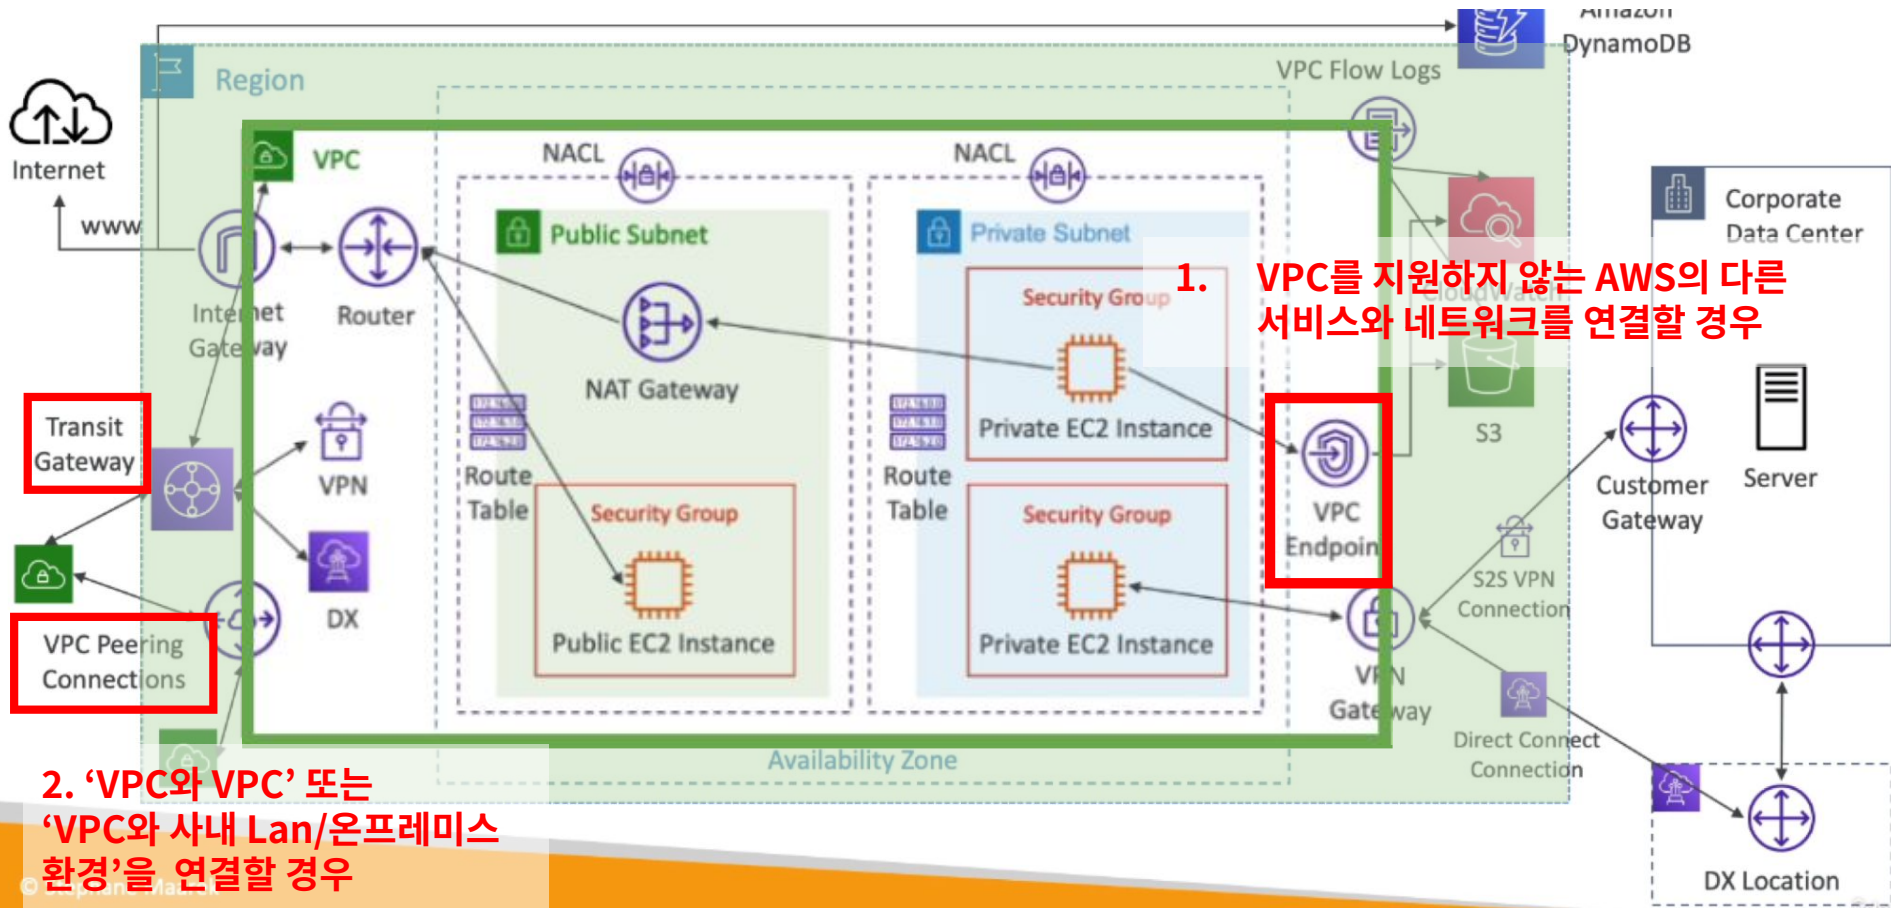 Amazon
DynamoDB
VPC Flow Logs
Region
Internet
www
VPC
NACL
NACL
Corporate
Data Center
Public Subnet
Private Subnet
Internet
Gateway
Router
NAT Gateway
Security Group
1. VPC를 지원하지 않는 AWS의 다른
서비스와 네트워크를 연결할 경우
CloudWatch
Private EC2 Instance
S3
Transit
Gateway
VPN
Route
Table
Route
Table
VPC
Endpoint
Customer
Gateway
Server
Security Group
Security Group
S2S VPN
Connection
DX
VPC Peering
Connections
Public EC2 Instance
Private EC2 Instance
VPN
Gateway
Direct Connect
Connection
Availability Zone
2. ‘VPC와 VPC’ 또는
‘VPC와 사내 Lan/온프레미스
환경’을 연결할 경우
© Stephane Maarek
DX Location